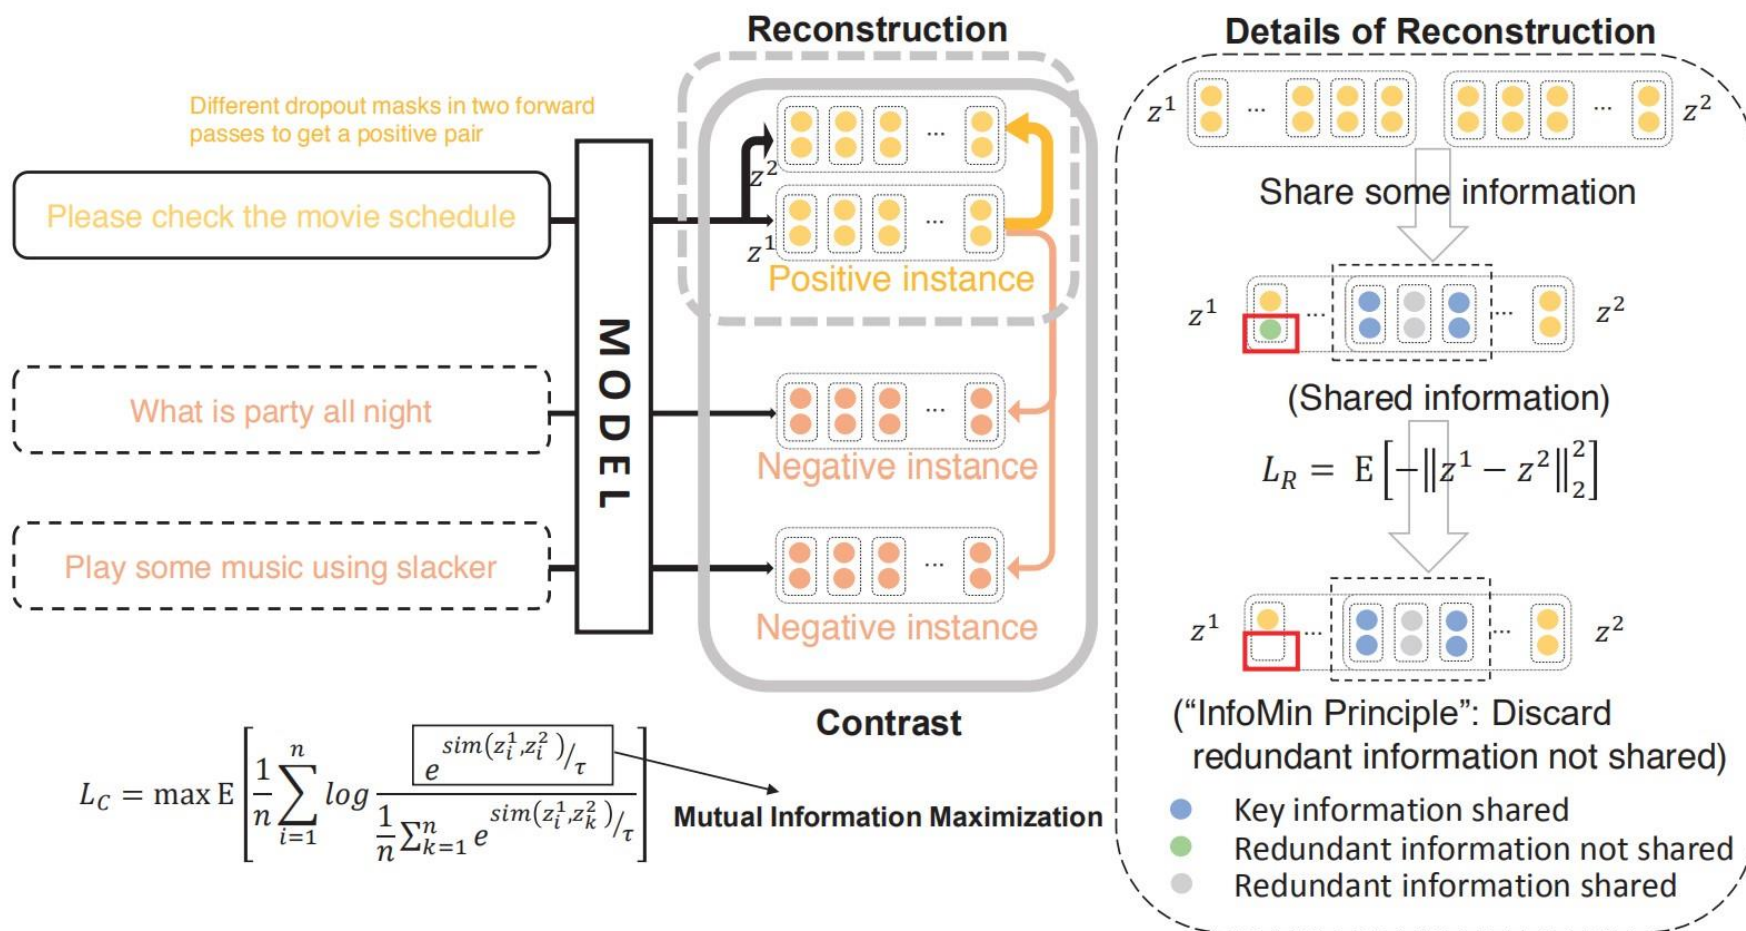 Reconstruction
Different dropout masks in two forward
passes to get a positive pair
Please check the movie schedule
What is party all night
Play some music using slacker
MODEL
z²
z¹
...
...
Positive instance
...
Negative instance
...
Negative instance
Contrast
L_C = max E [ 1/n ∑_{i=1}^{n} log e^{sim(z_i^1, z_i^2)/τ} / ( 1/n ∑_{k=1}^{n} e^{sim(z_i^1, z_k^2)/τ} ) ]
Mutual Information Maximization
Details of Reconstruction
z¹ ... ... z²
Share some information
z¹ ... ... z²
(Shared information)
L_R = E [ −‖z¹ − z²‖₂² ]
z¹ ... ... z²
(“InfoMin Principle”: Discard
redundant information not shared)
Key information shared
Redundant information not shared
Redundant information shared